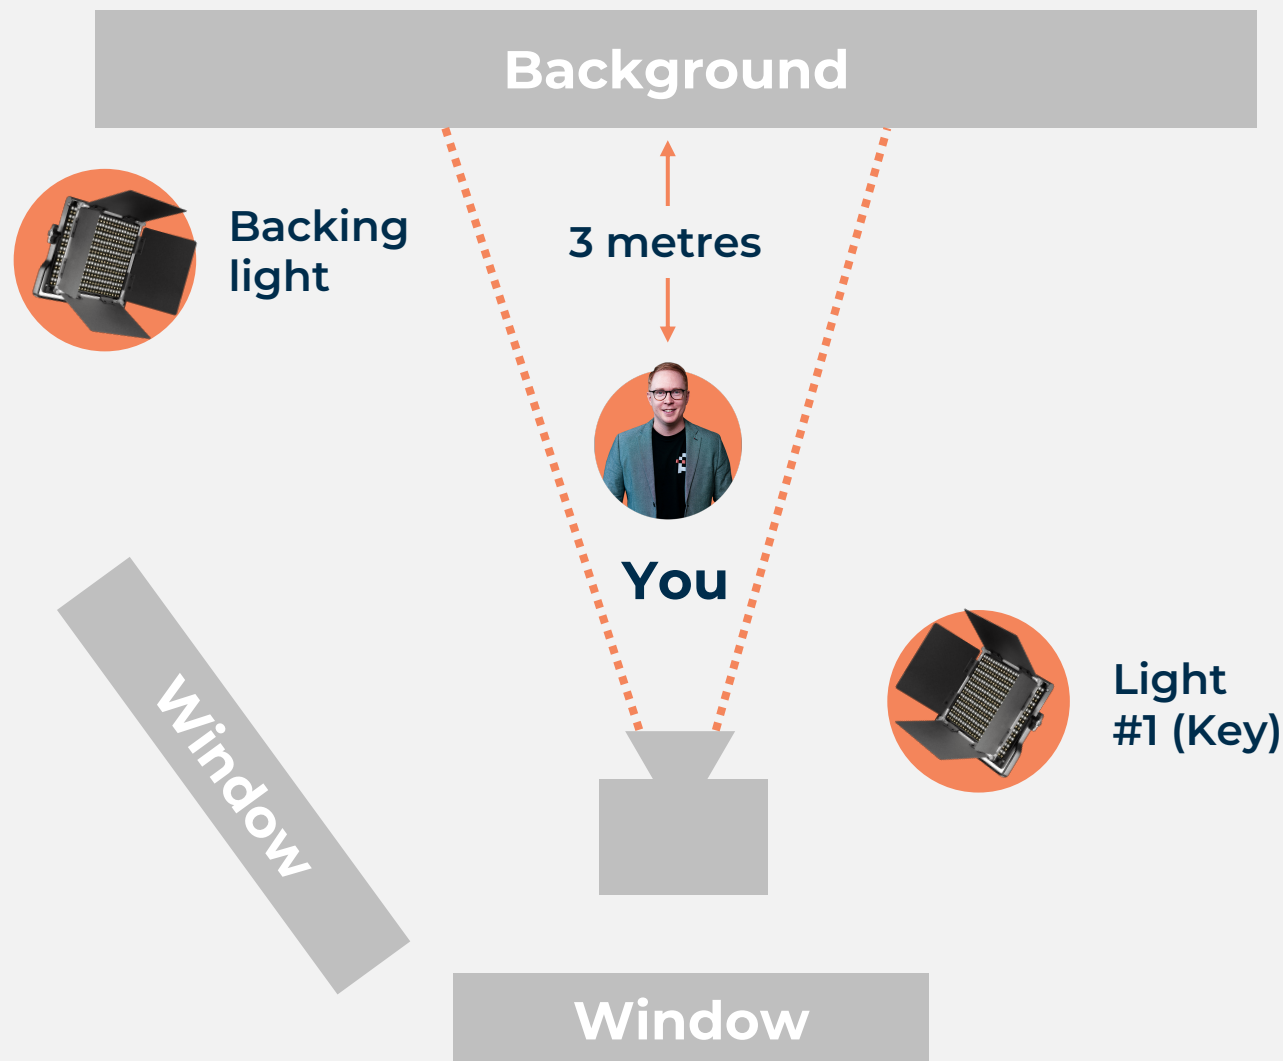 Background
Backing
light
3 metres
You
Window
Light
#1 (Key)
Window